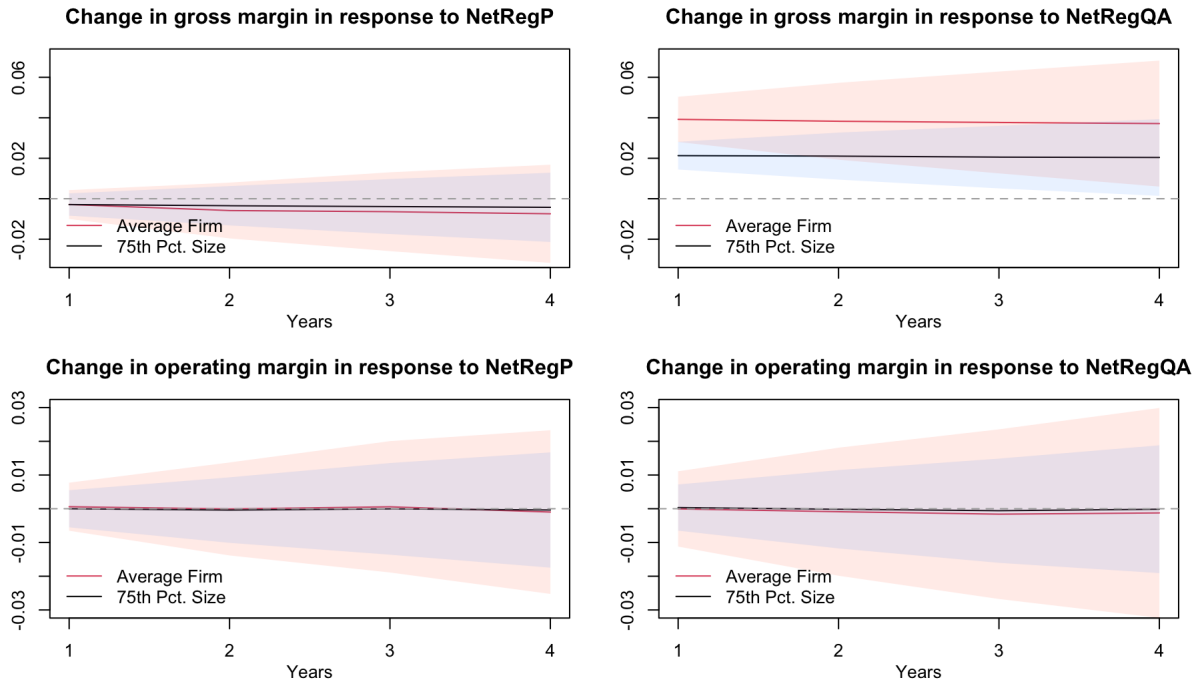 Change in gross margin in response to NetRegP
0.06
0.02
-0.02
Average Firm
75th Pct. Size
1 2 3 4
Years
Change in gross margin in response to NetRegQA
0.06
0.02
-0.02
Average Firm
75th Pct. Size
1 2 3 4
Years
Change in operating margin in response to NetRegP
0.03
0.01
-0.01
-0.03
Average Firm
75th Pct. Size
1 2 3 4
Years
Change in operating margin in response to NetRegQA
0.03
0.01
-0.01
-0.03
Average Firm
75th Pct. Size
1 2 3 4
Years